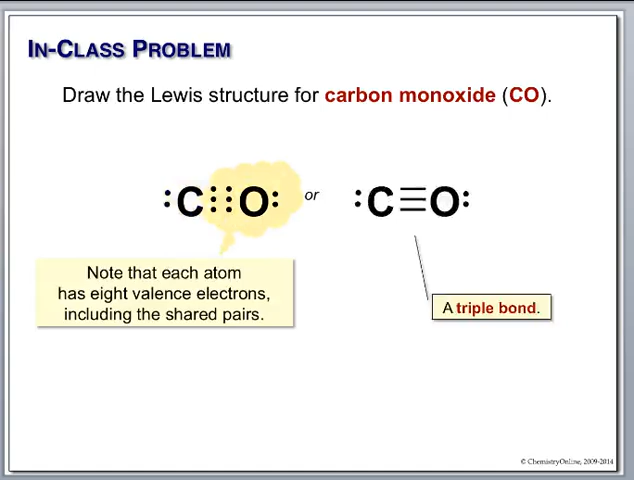 IN-CLASS PROBLEM
Draw the Lewis structure for carbon monoxide (CO).
:C⋮⋮O: or :C≡O:
Note that each atom
has eight valence electrons,
including the shared pairs.
A triple bond.
© ChemistryOnline, 2009-2014